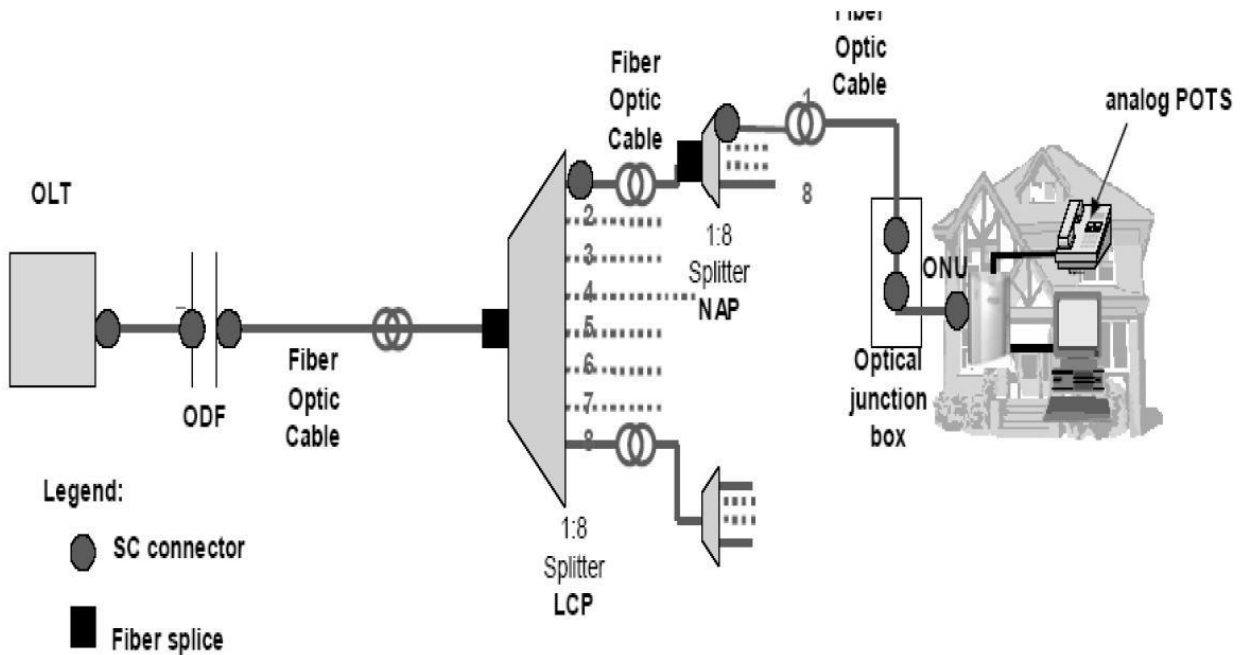 OLT
ODF
Fiber
Optic
Cable
Legend:
SC connector
Fiber splice
1:8
Splitter
LCP
2
3
4
5
6
7
8
Fiber
Optic
Cable
1:8
Splitter
NAP
1
8
Fiber
Optic
Cable
Optical
junction
box
ONU
analog POTS